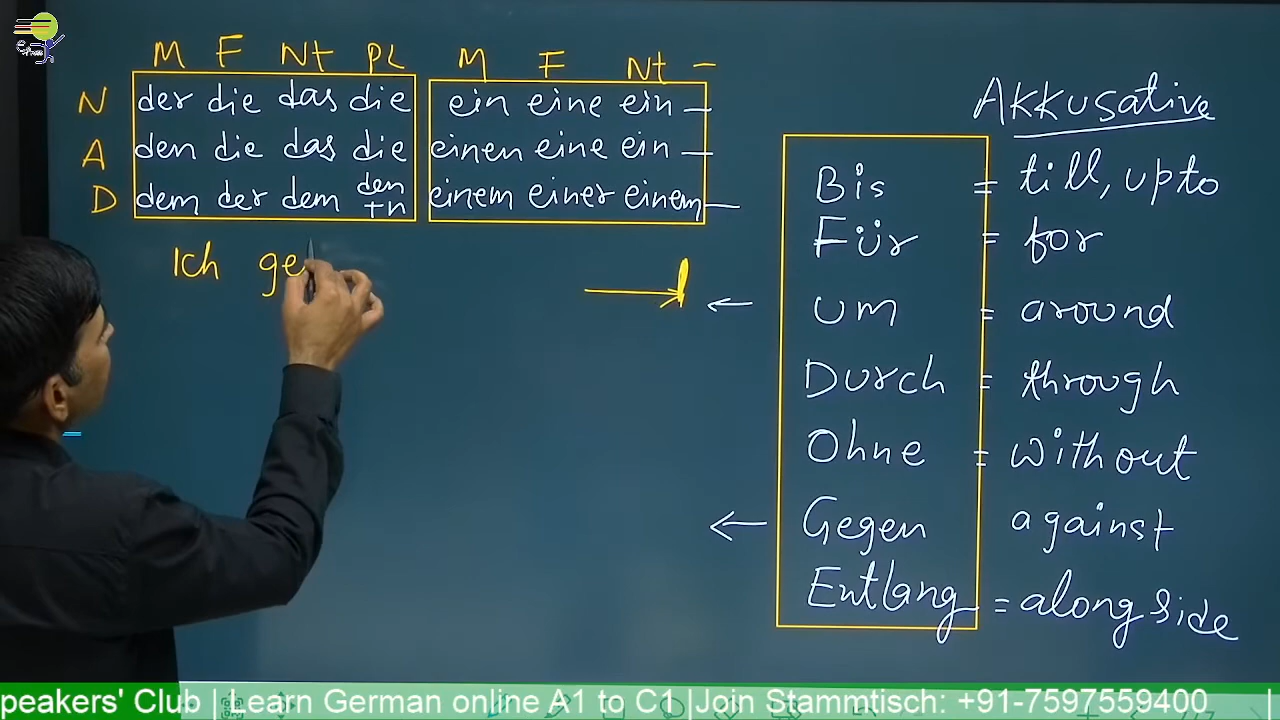 M F Nt PL
M F Nt –
N der die das die
ein eine ein —
A den die das die
einen eine ein —
D dem der dem den +n
einem einer einem —
Ich ge
Akkusative
Bis = till, upto
Für = for
← um = around
Durch = through
Ohne = without
← Gegen against
Entlang = along side
peakers' Club | Learn German online A1 to C1 | Join Stammtisch: +91-7597559400 |